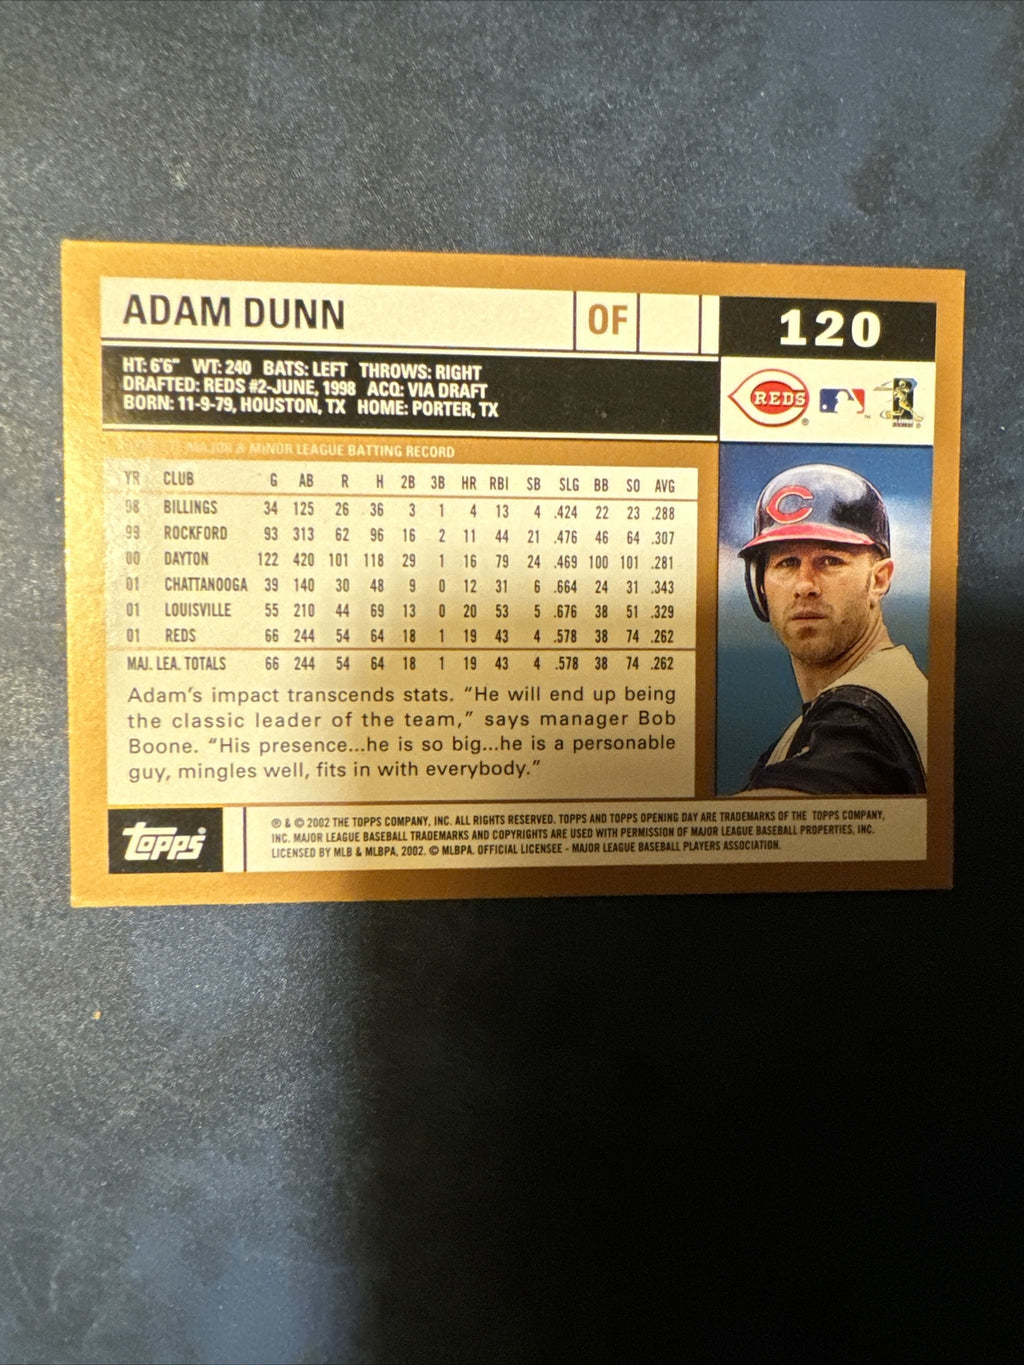 ADAM DUNN OF 120
HT: 6'6" WT: 240 BATS: LEFT THROWS: RIGHT
DRAFTED: REDS #2-JUNE, 1998 ACQ: VIA DRAFT
BORN: 11-9-79, HOUSTON, TX HOME: PORTER, TX
REDS
MAJOR & MINOR LEAGUE BATTING RECORD
YR CLUB G AB R H 2B 3B HR RBI SB SLG BB SO AVG
98 BILLINGS 34 125 26 36 3 1 4 13 4 .424 22 23 .288
99 ROCKFORD 93 313 62 96 16 2 11 44 21 .476 46 64 .307
00 DAYTON 122 420 101 118 29 1 16 79 24 .469 100 101 .281
01 CHATTANOOGA 39 140 30 48 9 0 12 31 6 .664 24 31 .343
01 LOUISVILLE 55 210 44 69 13 0 20 53 5 .676 38 51 .329
01 REDS 66 244 54 64 18 1 19 43 4 .578 38 74 .262
MAJ. LEA. TOTALS 66 244 54 64 18 1 19 43 4 .578 38 74 .262
Adam's impact transcends stats. "He will end up being
the classic leader of the team," says manager Bob
Boone. "His presence...he is so big...he is a personable
guy, mingles well, fits in with everybody."
C
topps
® & © 2002 THE TOPPS COMPANY, INC. ALL RIGHTS RESERVED. TOPPS AND TOPPS OPENING DAY ARE TRADEMARKS OF THE TOPPS COMPANY,
INC. MAJOR LEAGUE BASEBALL TRADEMARKS AND COPYRIGHTS ARE USED WITH PERMISSION OF MAJOR LEAGUE BASEBALL PROPERTIES, INC.
LICENSED BY MLB & MLBPA, 2002. © MLBPA. OFFICIAL LICENSEE - MAJOR LEAGUE BASEBALL PLAYERS ASSOCIATION.